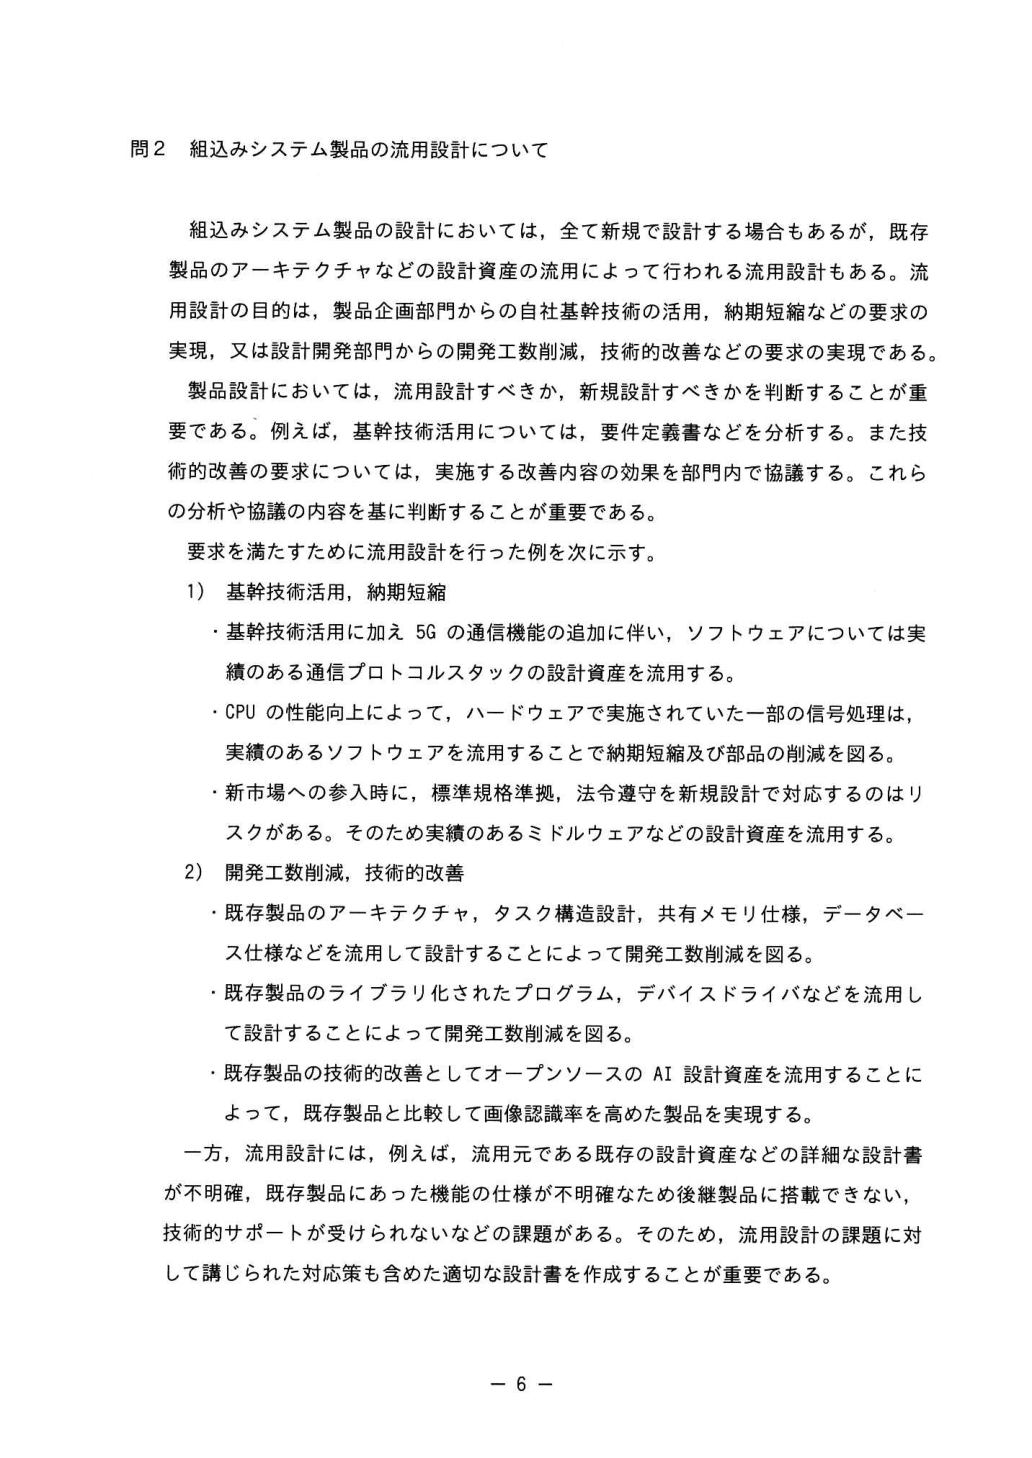 問２　組込みシステム製品の流用設計について
組込みシステム製品の設計においては，全て新規で設計する場合もあるが，既存
製品のアーキテクチャなどの設計資産の流用によって行われる流用設計もある。流
用設計の目的は，製品企画部門からの自社基幹技術の活用，納期短縮などの要求の
実現，又は設計開発部門からの開発工数削減，技術的改善などの要求の実現である。
製品設計においては，流用設計すべきか，新規設計すべきかを判断することが重
要である。例えば，基幹技術活用については，要件定義書などを分析する。また技
術的改善の要求については，実施する改善内容の効果を部門内で協議する。これら
の分析や協議の内容を基に判断することが重要である。
要求を満たすために流用設計を行った例を次に示す。
1)　基幹技術活用，納期短縮
・基幹技術活用に加え 5G の通信機能の追加に伴い，ソフトウェアについては実
績のある通信プロトコルスタックの設計資産を流用する。
・CPU の性能向上によって，ハードウェアで実施されていた一部の信号処理は，
実績のあるソフトウェアを流用することで納期短縮及び部品の削減を図る。
・新市場への参入時に，標準規格準拠，法令遵守を新規設計で対応するのはリ
スクがある。そのため実績のあるミドルウェアなどの設計資産を流用する。
2)　開発工数削減，技術的改善
・既存製品のアーキテクチャ，タスク構造設計，共有メモリ仕様，データベー
ス仕様などを流用して設計することによって開発工数削減を図る。
・既存製品のライブラリ化されたプログラム，デバイスドライバなどを流用し
て設計することによって開発工数削減を図る。
・既存製品の技術的改善としてオープンソースの AI 設計資産を流用することに
よって，既存製品と比較して画像認識率を高めた製品を実現する。
一方，流用設計には，例えば，流用元である既存の設計資産などの詳細な設計書
が不明確，既存製品にあった機能の仕様が不明確なため後継製品に搭載できない，
技術的サポートが受けられないなどの課題がある。そのため，流用設計の課題に対
して講じられた対応策も含めた適切な設計書を作成することが重要である。
－ 6 －